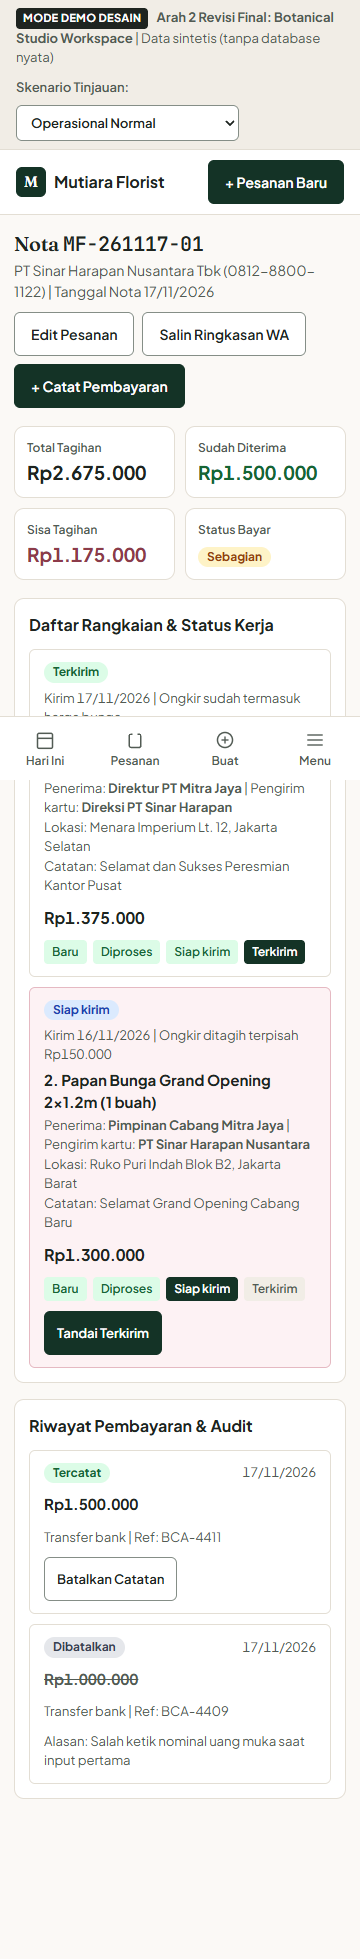 MODE DEMO DESAIN Arah 2 Revisi Final: Botanical
Studio Workspace | Data sintetis (tanpa database
nyata)
Skenario Tinjauan:
Operasional Normal
M Mutiara Florist
+ Pesanan Baru
Nota MF-261117-01
PT Sinar Harapan Nusantara Tbk (0812-8800-
1122) | Tanggal Nota 17/11/2026
Edit Pesanan
Salin Ringkasan WA
+ Catat Pembayaran
Total Tagihan
Rp2.675.000
Sudah Diterima
Rp1.500.000
Sisa Tagihan
Rp1.175.000
Status Bayar
Sebagian
Daftar Rangkaian & Status Kerja
Terkirim
Kirim 17/11/2026 | Ongkir sudah termasuk
Hari Ini
Pesanan
Buat
Menu
Penerima: Direktur PT Mitra Jaya | Pengirim
kartu: Direksi PT Sinar Harapan
Lokasi: Menara Imperium Lt. 12, Jakarta
Selatan
Catatan: Selamat dan Sukses Peresmian
Kantor Pusat
Rp1.375.000
Baru Diproses Siap kirim Terkirim
Siap kirim
Kirim 16/11/2026 | Ongkir ditagih terpisah
Rp150.000
2. Papan Bunga Grand Opening
2×1.2m (1 buah)
Penerima: Pimpinan Cabang Mitra Jaya |
Pengirim kartu: PT Sinar Harapan Nusantara
Lokasi: Ruko Puri Indah Blok B2, Jakarta
Barat
Catatan: Selamat Grand Opening Cabang
Baru
Rp1.300.000
Baru Diproses Siap kirim Terkirim
Tandai Terkirim
Riwayat Pembayaran & Audit
Tercatat 17/11/2026
Rp1.500.000
Transfer bank | Ref: BCA-4411
Batalkan Catatan
Dibatalkan 17/11/2026
Rp1.000.000
Transfer bank | Ref: BCA-4409
Alasan: Salah ketik nominal uang muka saat
input pertama